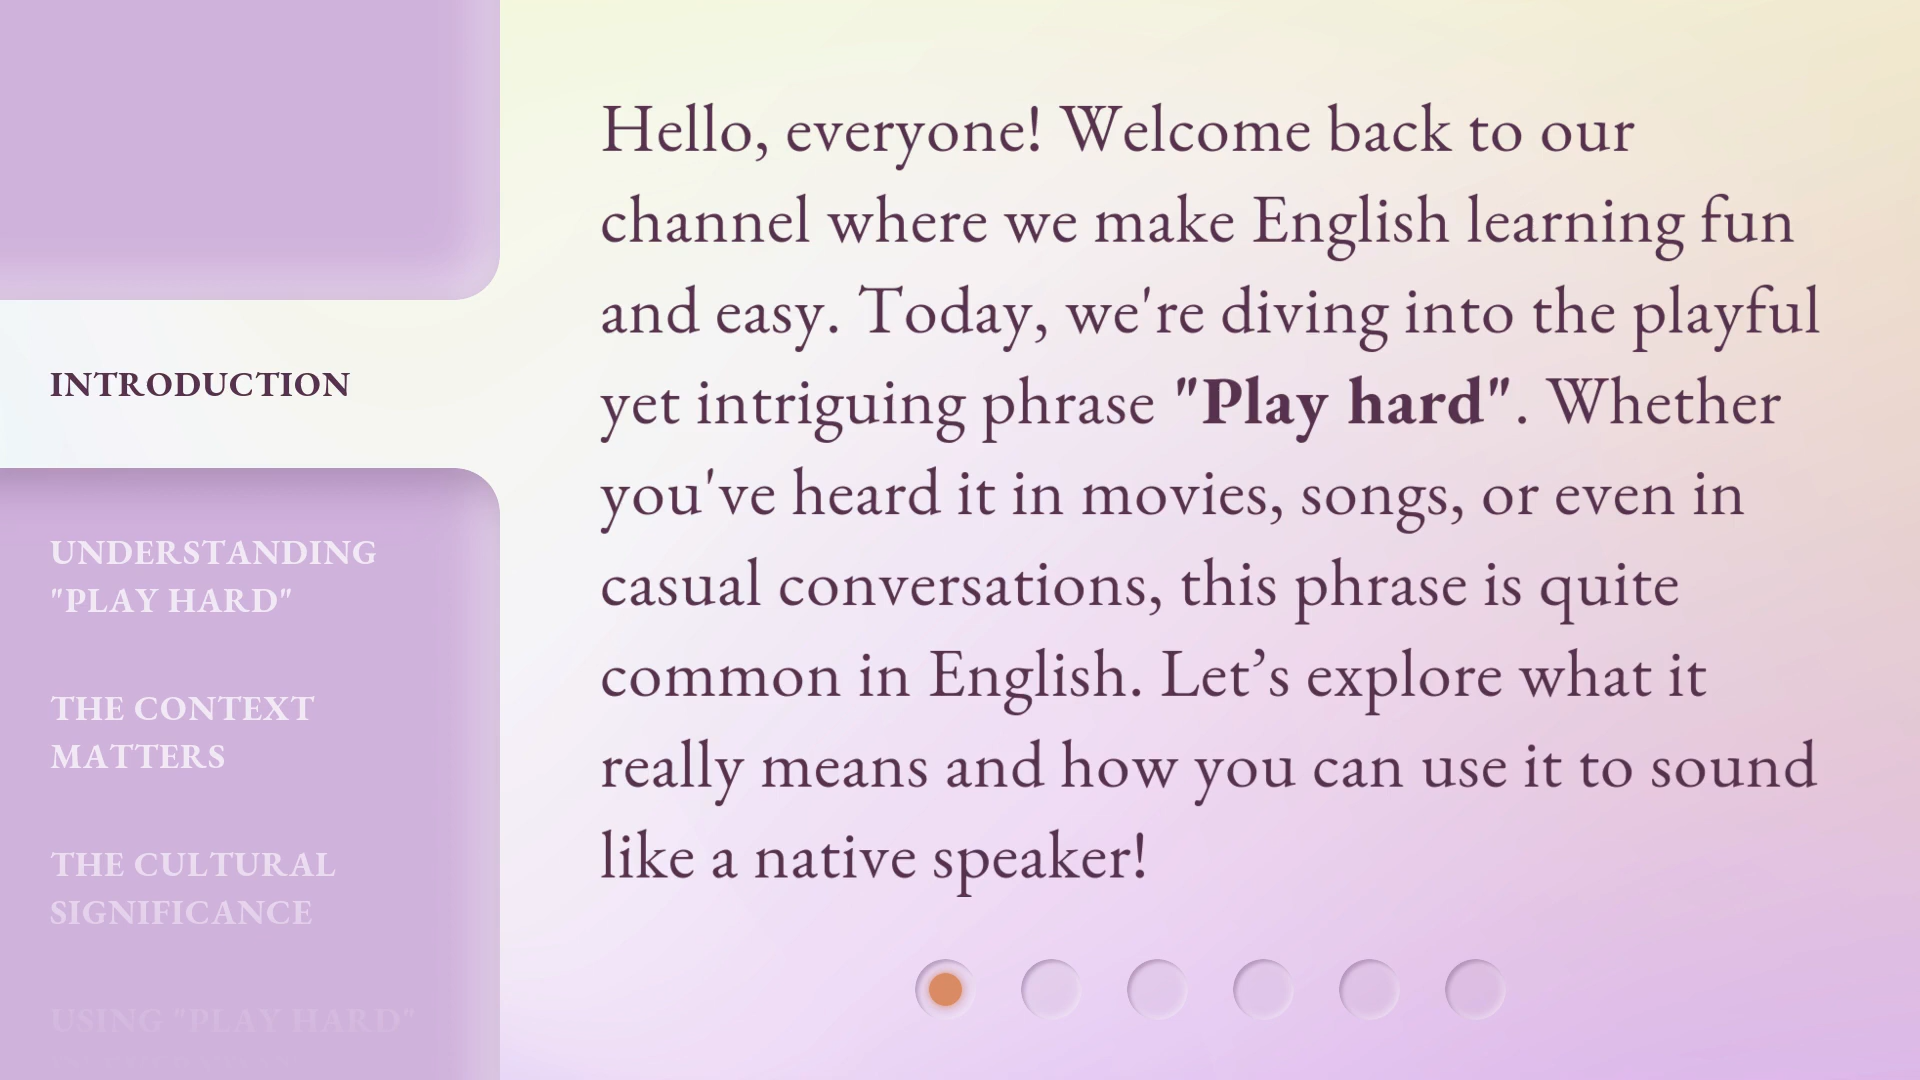 INTRODUCTION
UNDERSTANDING
"PLAY HARD"
THE CONTEXT
MATTERS
THE CULTURAL
SIGNIFICANCE
USING "PLAY HARD"
Hello, everyone! Welcome back to our
channel where we make English learning fun
and easy. Today, we're diving into the playful
yet intriguing phrase "Play hard". Whether
you've heard it in movies, songs, or even in
casual conversations, this phrase is quite
common in English. Let’s explore what it
really means and how you can use it to sound
like a native speaker!